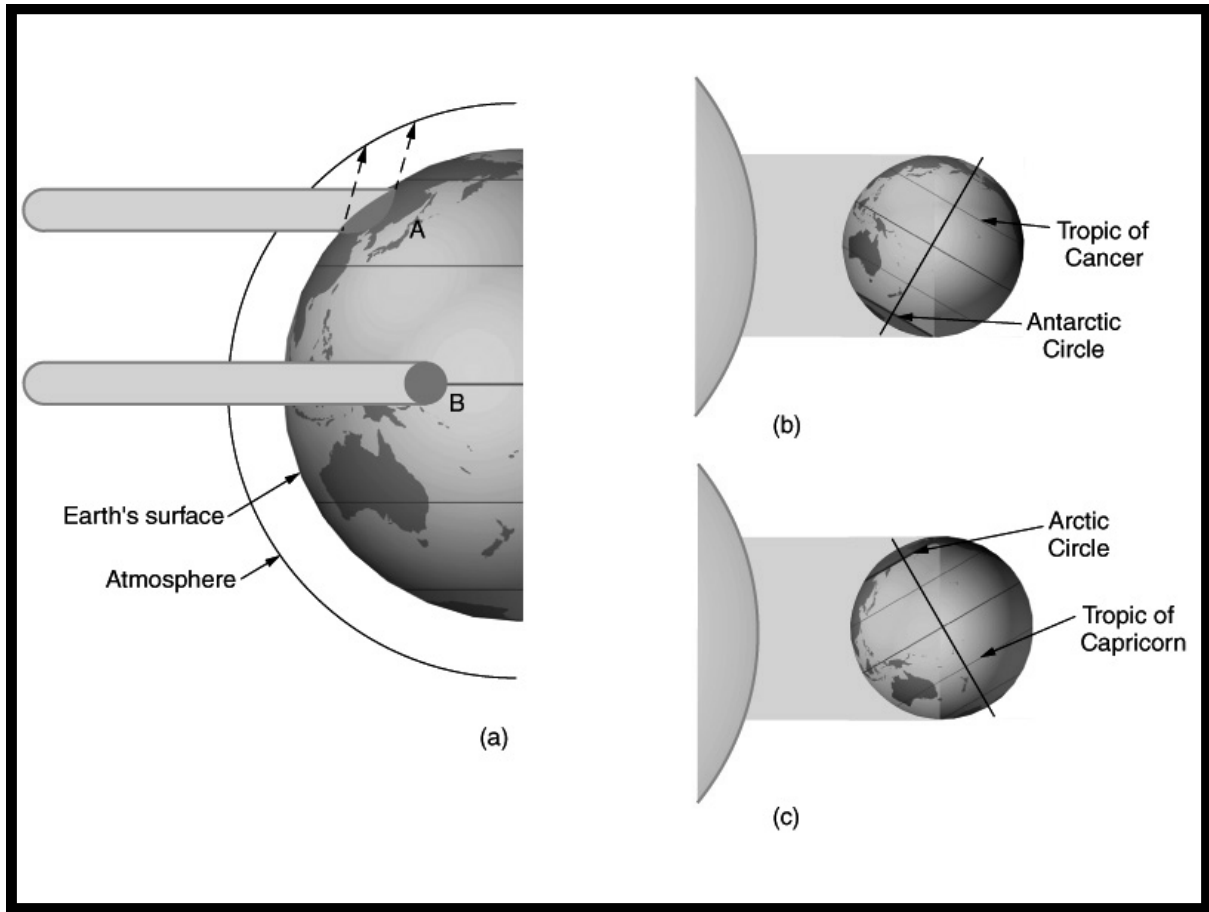 A
B
Earth's surface
Atmosphere
(a)
Tropic of
Cancer
Antarctic
Circle
(b)
Arctic
Circle
Tropic of
Capricorn
(c)